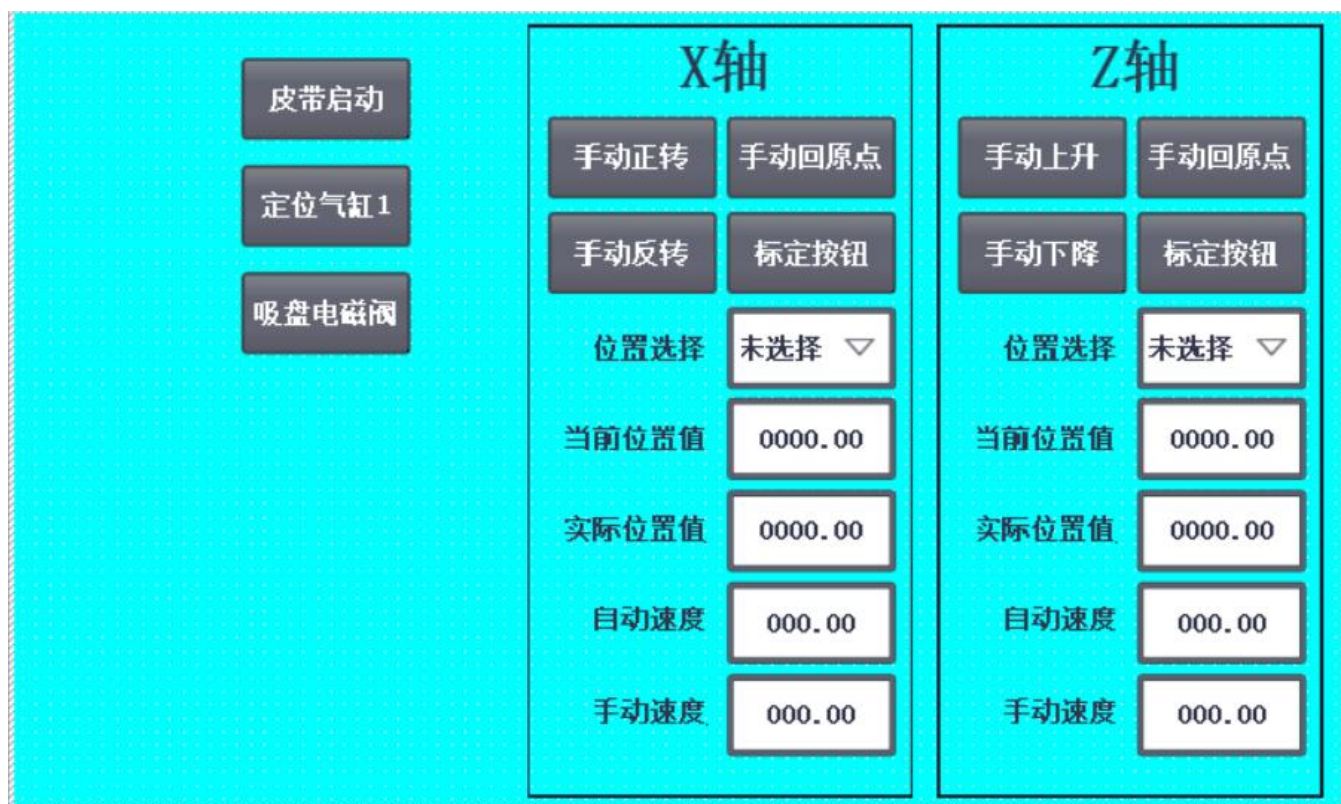 皮带启动
定位气缸1
吸盘电磁阀
X轴
手动正转 手动回原点
手动反转 标定按钮
位置选择 未选择
当前位置值 0000.00
实际位置值 0000.00
自动速度 000.00
手动速度 000.00
Z轴
手动上升 手动回原点
手动下降 标定按钮
位置选择 未选择
当前位置值 0000.00
实际位置值 0000.00
自动速度 000.00
手动速度 000.00